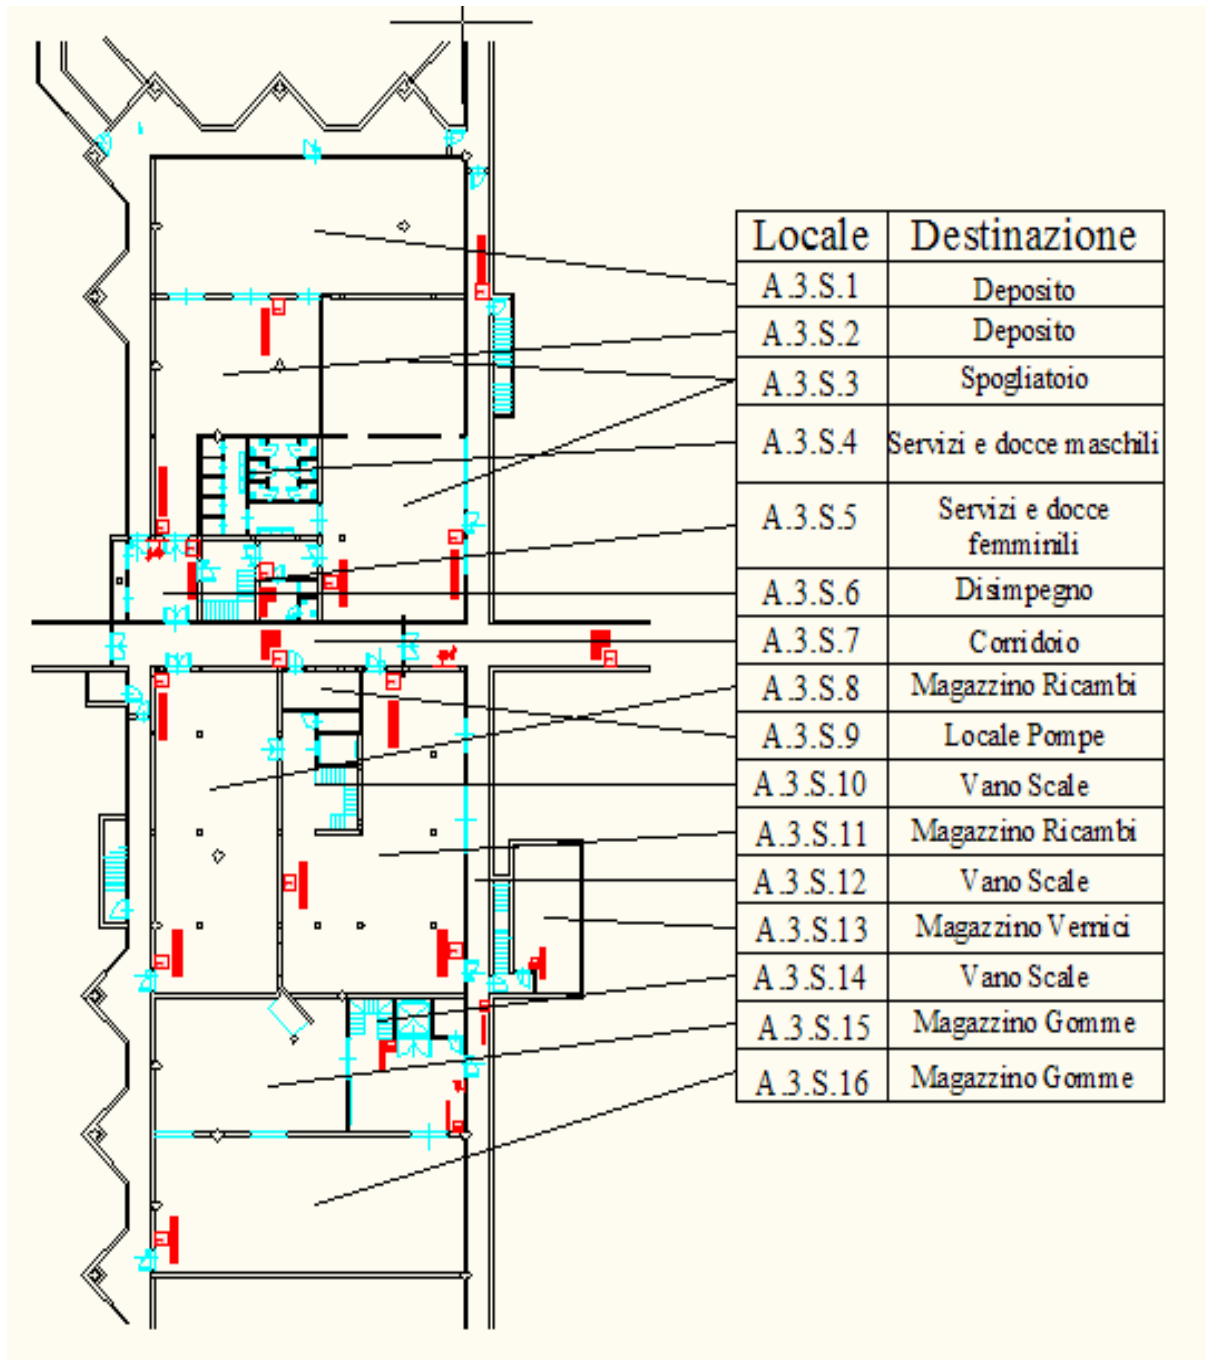 Locale Destinazione
A.3.S.1 Deposito
A.3.S.2 Deposito
A.3.S.3 Spogliatoio
A.3.S.4 Servizi e docce maschili
A.3.S.5 Servizi e docce
femminili
A.3.S.6 Disimpegno
A.3.S.7 Corridoio
A.3.S.8 Magazzino Ricambi
A.3.S.9 Locale Pompe
A.3.S.10 Vano Scale
A.3.S.11 Magazzino Ricambi
A.3.S.12 Vano Scale
A.3.S.13 Magazzino Vernici
A.3.S.14 Vano Scale
A.3.S.15 Magazzino Gomme
A.3.S.16 Magazzino Gomme